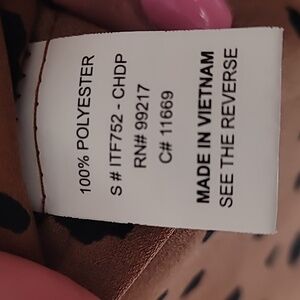 100% POLYESTER
S # ITF752 - CHDP
RN# 99217
C# 11669
MADE IN VIETNAM
SEE THE REVERSE